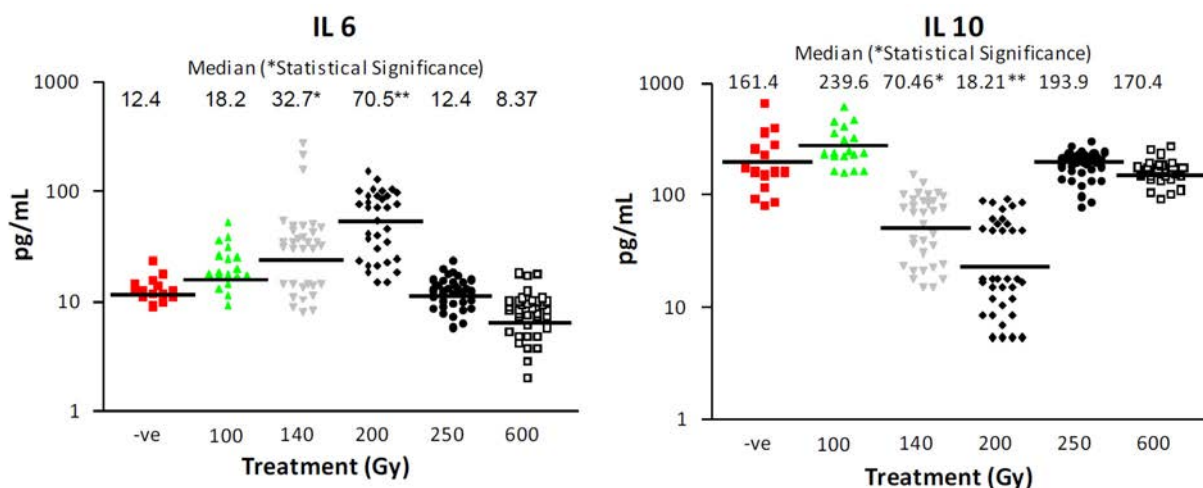 IL 6
Median (*Statistical Significance)
1000
12.4 18.2 32.7* 70.5** 12.4 8.37
100
10
1
pg/mL
-ve 100 140 200 250 600
Treatment (Gy)
IL 10
Median (*Statistical Significance)
1000
161.4 239.6 70.46* 18.21** 193.9 170.4
100
10
1
pg/mL
-ve 100 140 200 250 600
Treatment (Gy)